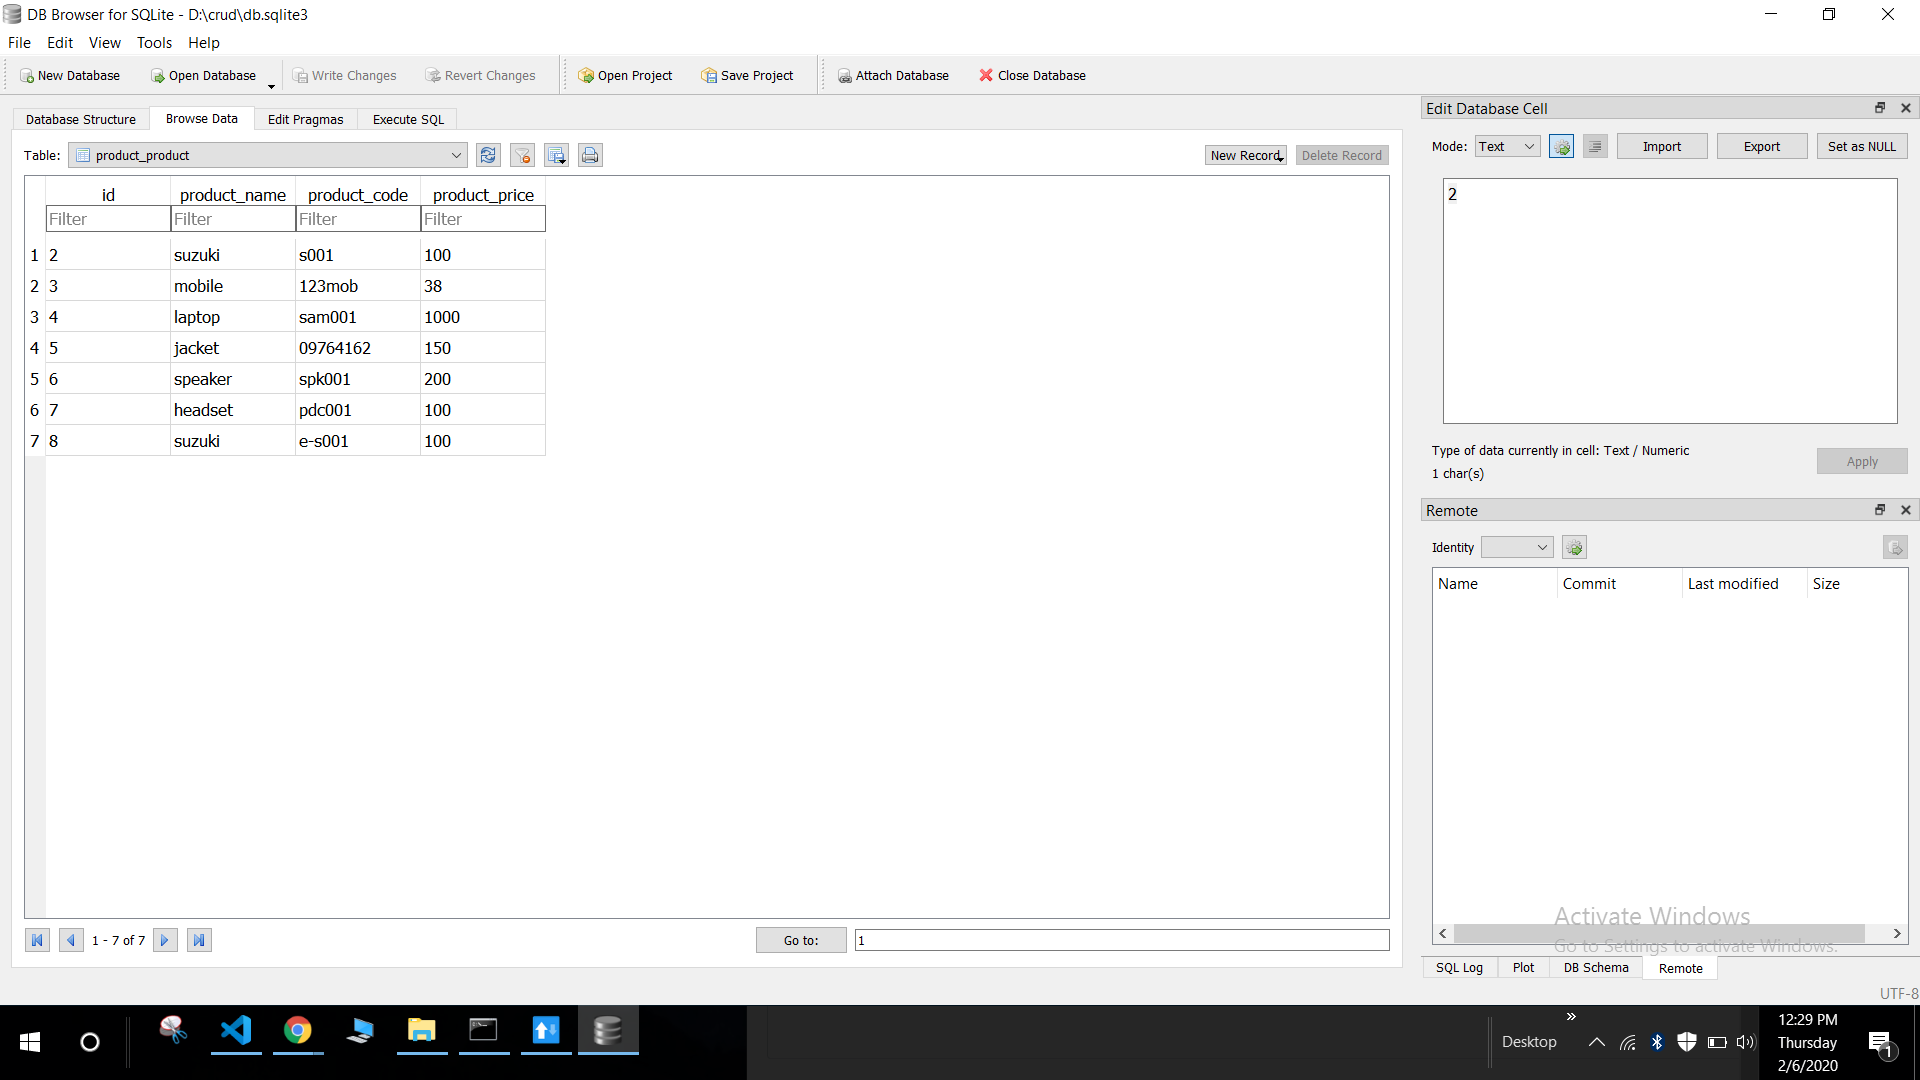 DB Browser for SQLite - D:\crud\db.sqlite3
File Edit View Tools Help
New Database Open Database Write Changes Revert Changes Open Project Save Project Attach Database Close Database
Database Structure Browse Data Edit Pragmas Execute SQL
Table: product_product New Record Delete Record
id product_name product_code product_price
Filter Filter Filter Filter
1 2 suzuki s001 100
2 3 mobile 123mob 38
3 4 laptop sam001 1000
4 5 jacket 09764162 150
5 6 speaker spk001 200
6 7 headset pdc001 100
7 8 suzuki e-s001 100
1 - 7 of 7 Go to: 1
Edit Database Cell
Mode: Text Import Export Set as NULL
2
Type of data currently in cell: Text / Numeric
1 char(s)
Apply
Remote
Identity
Name Commit Last modified Size
Activate Windows
Go to Settings to activate Windows.
SQL Log Plot DB Schema Remote
UTF-8
Desktop
12:29 PM
Thursday
2/6/2020
1